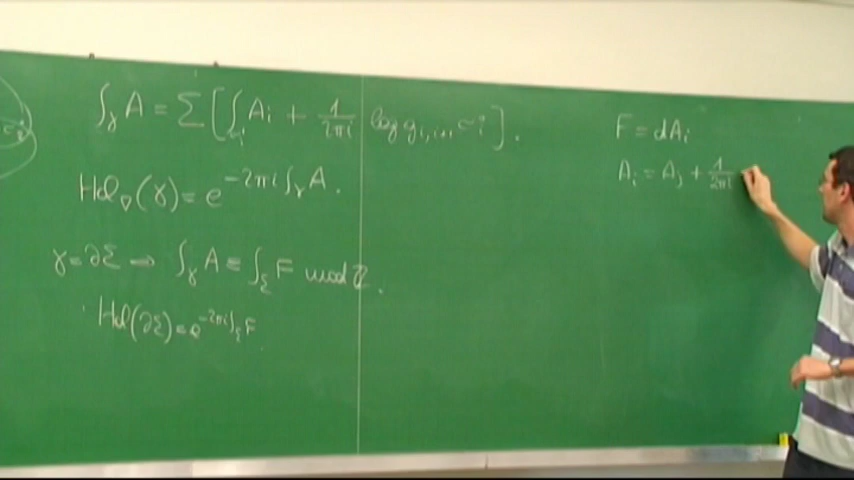 ∫_γ A = Σ [ ∫_i A_i + 1/2πi log g_{i,i+1} ].
Hol_∇(γ) = e^{-2πi ∫_γ A}.
γ = ∂Σ ⇒ ∫_γ A ≡ ∫_Σ F mod ℤ.
Hol(∂Σ) = e^{-2πi ∫_Σ F}.
F = dA_i
A_i = A_j + 1/2πi